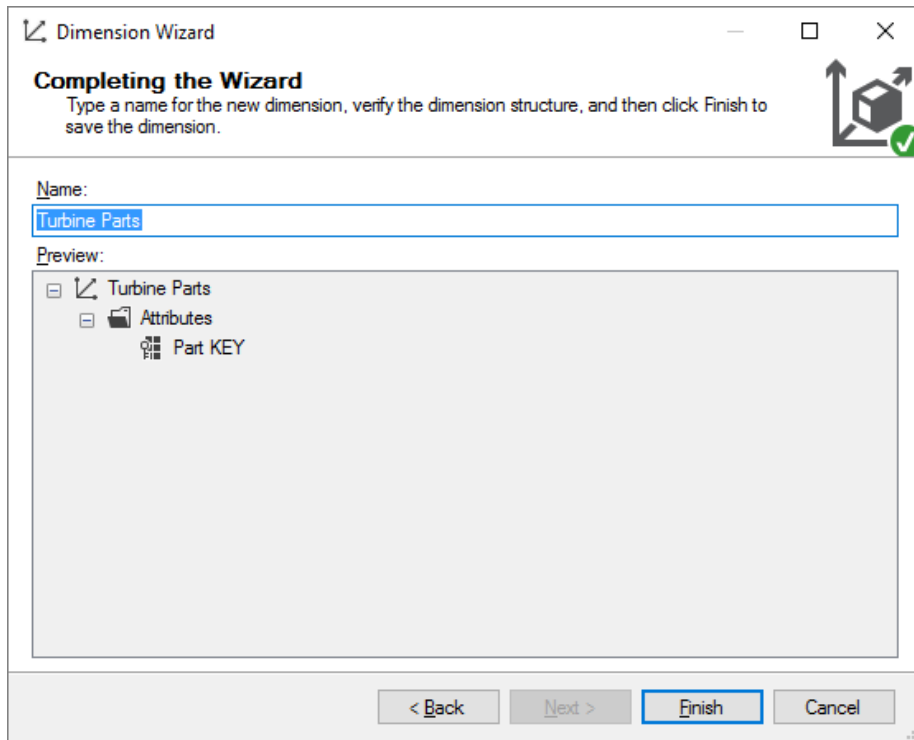 Dimension Wizard
Completing the Wizard
Type a name for the new dimension, verify the dimension structure, and then click Finish to
save the dimension.
Name:
Turbine Parts
Preview:
Turbine Parts
Attributes
Part KEY
< Back Next > Finish Cancel